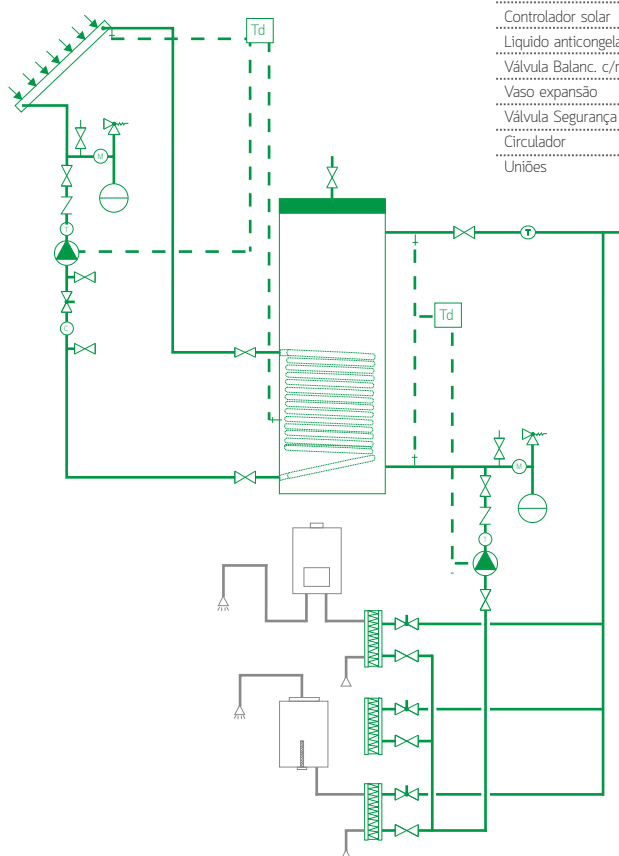 Td
Controlador solar
Liquido anticongela
Válvula Balanc. c/
Vaso expansão
Válvula Segurança
Circulador
Uniões
M
T
T
C
Td
M
T